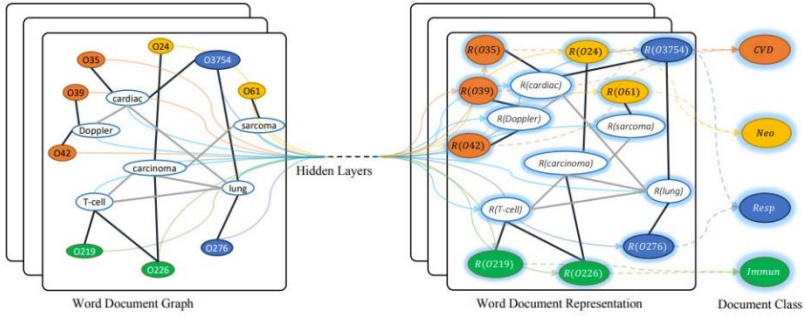 O24
O35
O3754
O39
O61
cardiac
Doppler
sarcoma
O42
carcinoma
T-cell
lung
O219
O226
O276
Hidden Layers
Word Document Graph
R(O35)
R(O24)
R(O3754)
CVD
R(O39)
R(cardiac)
R(O61)
R(Doppler)
R(sarcoma)
Neo
R(O42)
R(carcinoma)
R(T-cell)
R(lung)
Resp
R(O276)
R(O219)
R(O226)
Immun
Word Document Representation
Document Class